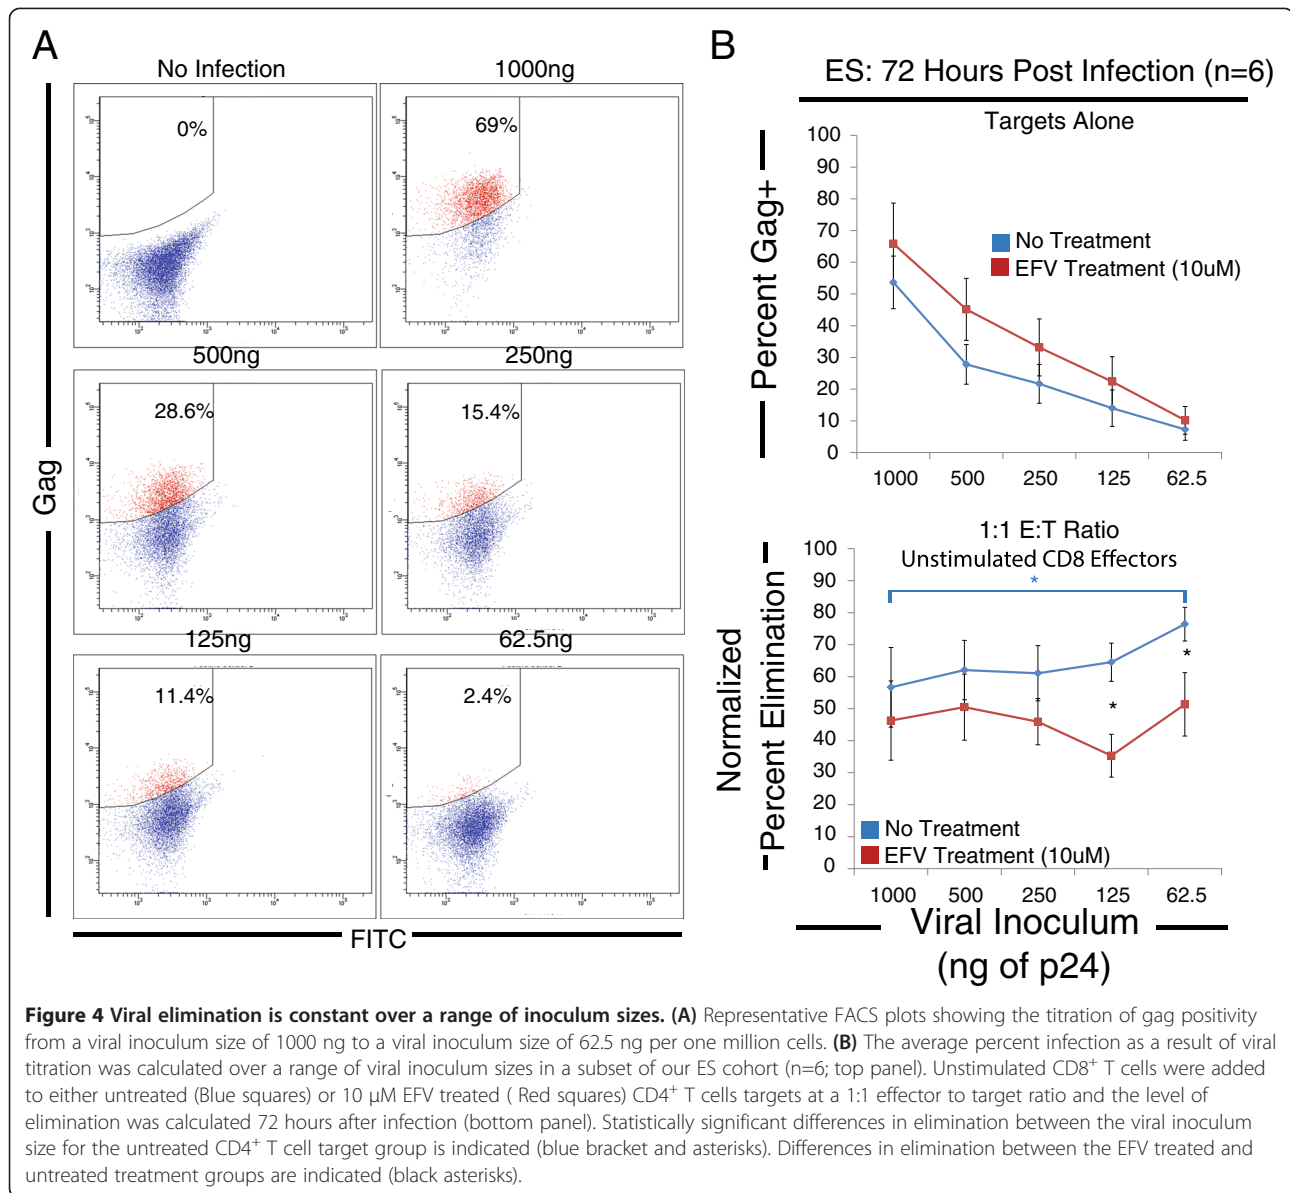 A
No Infection
1000ng
0%
69%
500ng
250ng
28.6%
15.4%
125ng
62.5ng
11.4%
2.4%
Gag
FITC
B
ES: 72 Hours Post Infection (n=6)
Targets Alone
Percent Gag+
100
90
80
70
60
50
40
30
20
10
0
No Treatment
EFV Treatment (10uM)
1000 500 250 125 62.5
1:1 E:T Ratio
Unstimulated CD8 Effectors
*
*
*
Normalized
Percent Elimination
100
90
80
70
60
50
40
30
20
10
0
No Treatment
EFV Treatment (10uM)
1000 500 250 125 62.5
Viral Inoculum
(ng of p24)
Figure 4 Viral elimination is constant over a range of inoculum sizes. (A) Representative FACS plots showing the titration of gag positivity
from a viral inoculum size of 1000 ng to a viral inoculum size of 62.5 ng per one million cells. (B) The average percent infection as a result of viral
titration was calculated over a range of viral inoculum sizes in a subset of our ES cohort (n=6; top panel). Unstimulated CD8⁺ T cells were added
to either untreated (Blue squares) or 10 μM EFV treated ( Red squares) CD4⁺ T cells targets at a 1:1 effector to target ratio and the level of
elimination was calculated 72 hours after infection (bottom panel). Statistically significant differences in elimination between the viral inoculum
size for the untreated CD4⁺ T cell target group is indicated (blue bracket and asterisks). Differences in elimination between the EFV treated and
untreated treatment groups are indicated (black asterisks).